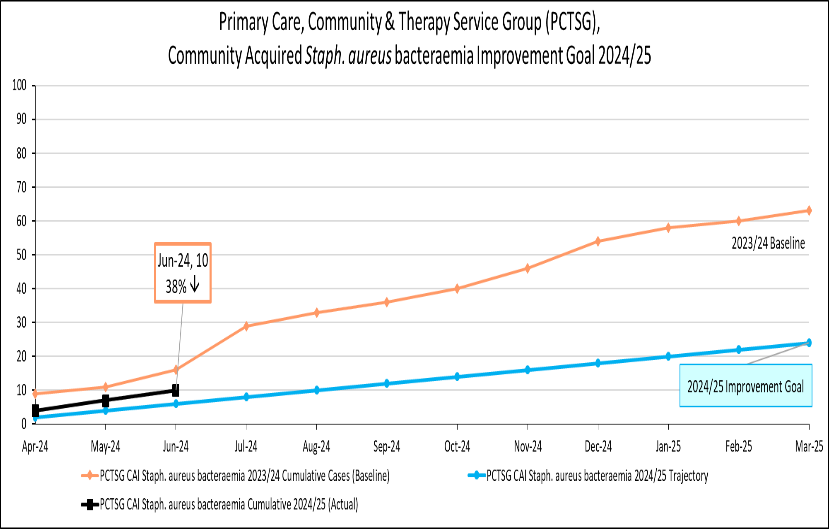 Primary Care, Community & Therapy Service Group (PCTSG),
Community Acquired Staph. aureus bacteraemia Improvement Goal 2024/25
100
90
80
70
60
50
40
30
20
10
0
2023/24 Baseline
Jun-24, 10
38% ↓
2024/25 Improvement Goal
Apr-24 May-24 Jun-24 Jul-24 Aug-24 Sep-24 Oct-24 Nov-24 Dec-24 Jan-25 Feb-25 Mar-25
PCTSG CAI Staph. aureus bacteraemia 2023/24 Cumulative Cases (Baseline)
PCTSG CAI Staph. aureus bacteraemia 2024/25 Trajectory
PCTSG CAI Staph. aureus bacteraemia Cumulative 2024/25 (Actual)